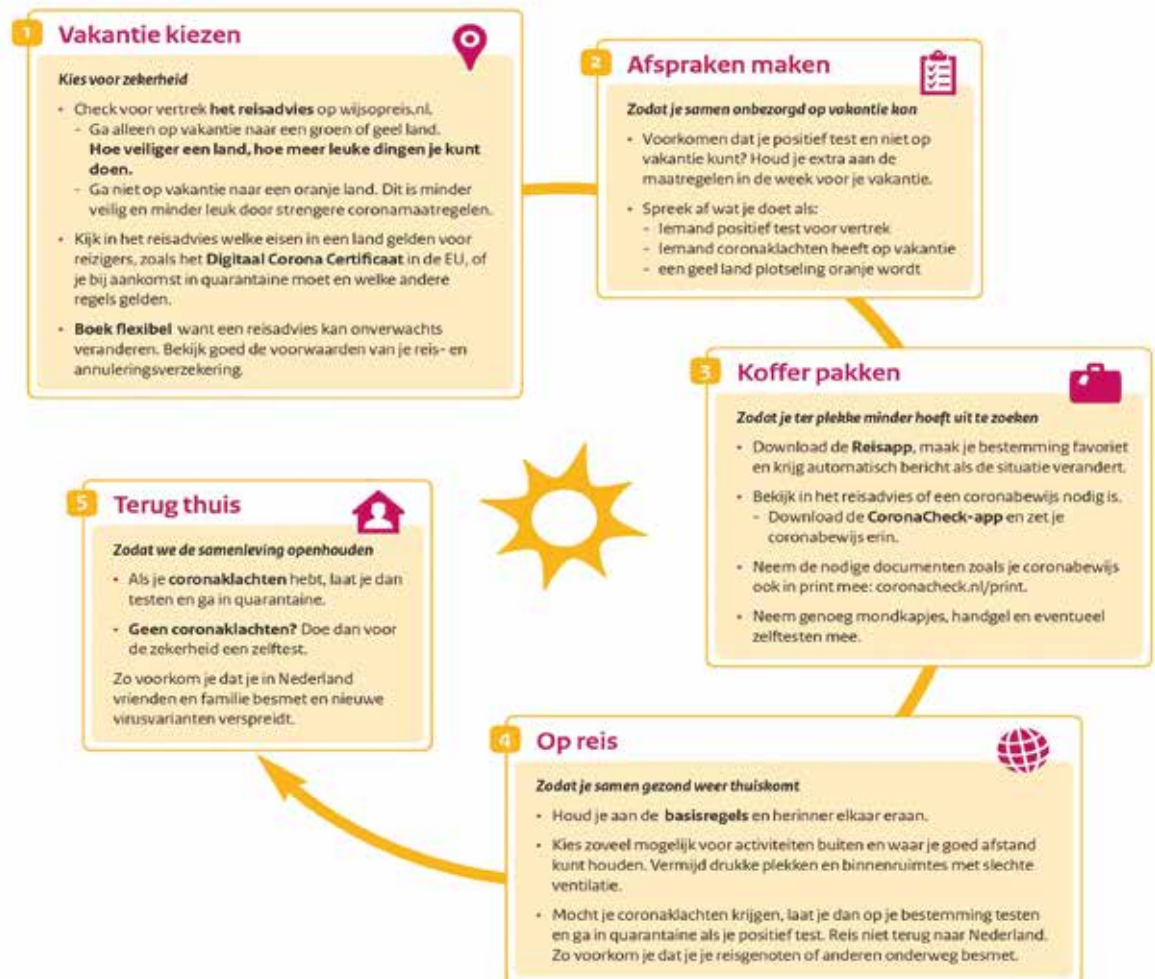 1 Vakantie kiezen
Kies voor zekerheid
• Check voor vertrek het reisadvies op wijsopreis.nl.
- Ga alleen op vakantie naar een groen of geel land.
Hoe veiliger een land, hoe meer leuke dingen je kunt
doen.
- Ga niet op vakantie naar een oranje land. Dit is minder
veilig en minder leuk door strengere coronamaatregelen.
• Kijk in het reisadvies welke eisen in een land gelden voor
reizigers, zoals het Digitaal Corona Certificaat in de EU, of
je bij aankomst in quarantaine moet en welke andere
regels gelden.
• Boek flexibel want een reisadvies kan onverwachts
veranderen. Bekijk goed de voorwaarden van je reis- en
annuleringsverzekering.
2 Afspraken maken
Zodat je samen onbezorgd op vakantie kan
• Voorkomen dat je positief test en niet op
vakantie kunt? Houd je extra aan de
maatregelen in de week voor je vakantie.
• Spreek af wat je doet als:
- Iemand positief test voor vertrek
- Iemand coronaklachten heeft op vakantie
- een geel land plotseling oranje wordt
3 Koffer pakken
Zodat je ter plekke minder hoeft uit te zoeken
• Download de Reisapp, maak je bestemming favoriet
en krijg automatisch bericht als de situatie verandert.
• Bekijk in het reisadvies of een coronabewijs nodig is.
- Download de CoronaCheck-app en zet je
coronabewijs erin.
• Neem de nodige documenten zoals je coronabewijs
ook in print mee: coronacheck.nl/print.
• Neem genoeg mondkapjes, handgel en eventueel
zelftesten mee.
4 Op reis
Zodat je samen gezond weer thuiskomt
• Houd je aan de basisregels en herinner elkaar eraan.
• Kies zoveel mogelijk voor activiteiten buiten en waar je goed afstand
kunt houden. Vermijd drukke plekken en binnenruimtes met slechte
ventilatie.
• Mocht je coronaklachten krijgen, laat je dan op je bestemming testen
en ga in quarantaine als je positief test. Reis niet terug naar Nederland.
Zo voorkom je dat je je reisgenoten of anderen onderweg besmet.
5 Terug thuis
Zodat we de samenleving openhouden
• Als je coronaklachten hebt, laat je dan
testen en ga in quarantaine.
• Geen coronaklachten? Doe dan voor
de zekerheid een zelftest.
Zo voorkom je dat je in Nederland
vrienden en familie besmet en nieuwe
virusvarianten verspreidt.